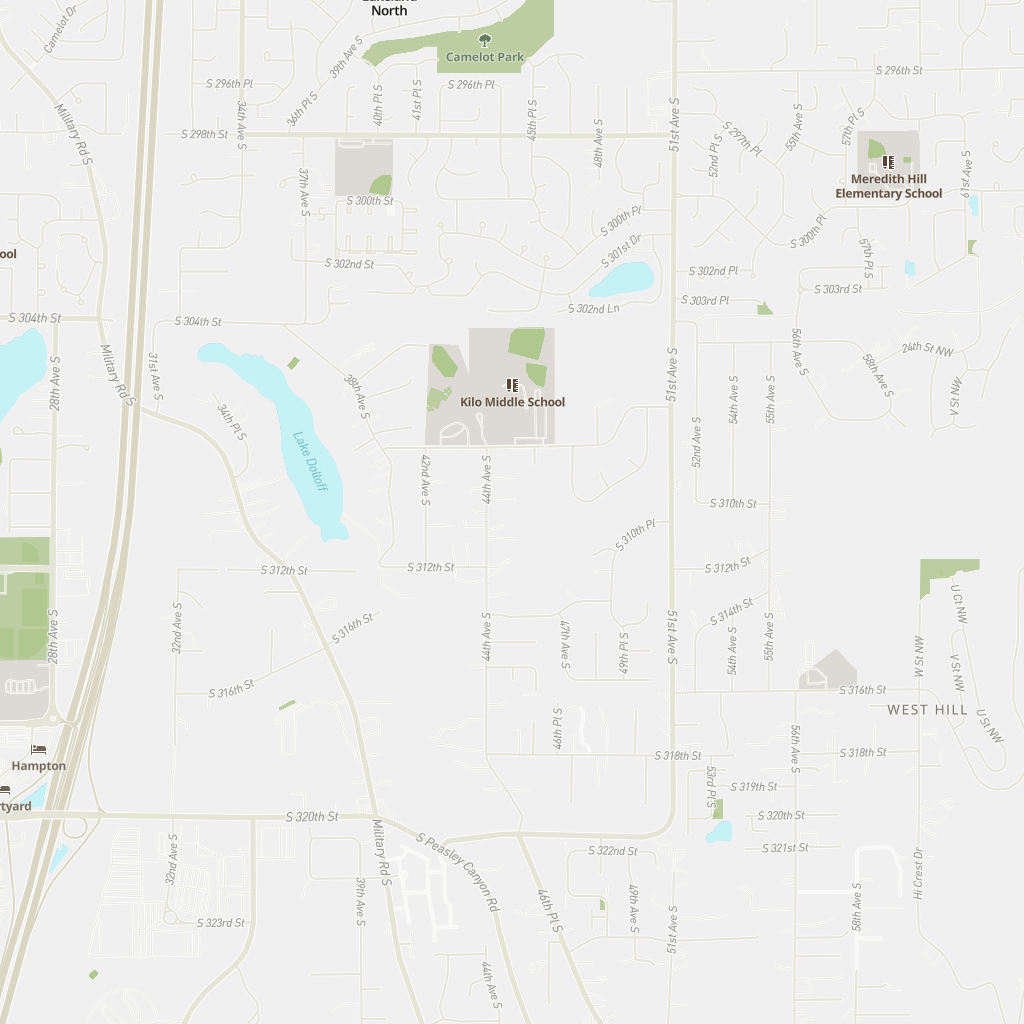 North
Camelot Dr
39th Ave S
Camelot Park
S 296th St
S 296th Pl
S 296th Pl
36th Pl S
40th Pl S
41st Pl S
34th Ave S
45th Pl S
48th Ave S
51st Ave S
Military Rd S
S 298th St
S 297th Pl
52nd Pl S
55th Ave S
57th Pl S
Meredith Hill
Elementary School
61st Ave S
37th Ave S
S 300th St
S 300th Pl
S 301st Dr
S 300th Pl
57th Pl S
ool
S 302nd St
S 302nd Pl
S 303rd St
S 303rd Pl
S 302nd Ln
S 304th St
S 304th St
Military Rd S
31st Ave S
28th Ave S
38th Ave S
34th Pl S
Lake Dolloff
Kilo Middle School
51st Ave S
56th Ave S
24th St NW
58th Ave S
V St NW
54th Ave S
55th Ave S
52nd Ave S
42nd Ave S
44th Ave S
S 310th St
S 310th Pl
S 312th St
S 312th St
S 312th St
28th Ave S
32nd Ave S
S 316th St
44th Ave S
47th Ave S
49th Pl S
51st Ave S
S 314th St
54th Ave S
55th Ave S
U Ct NW
W St NW
V St NW
U St NW
S 316th St
S 316th St
WEST HILL
46th Pl S
56th Ave S
S 318th St
S 318th St
Hampton
tyard
53rd Pl S
S 319th St
S 320th St
S 320th St
S 321st St
S 322nd St
Military Rd S
S Peasley Canyon Rd
32nd Ave S
39th Ave S
46th Pl S
49th Ave S
51st Ave S
58th Ave S
Hi Crest Dr
S 323rd St
44th Ave S